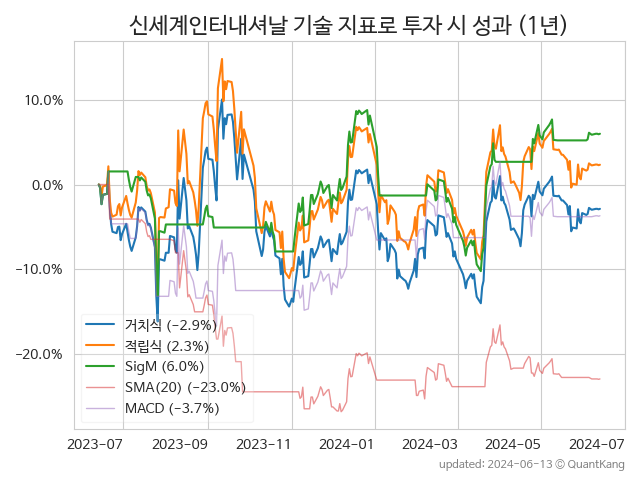 신세계인터내셔날 기술 지표로 투자 시 성과 (1년)
10.0%
0.0%
−10.0%
−20.0%
거치식 (−2.9%)
적립식 (2.3%)
SigM (6.0%)
SMA(20) (−23.0%)
MACD (−3.7%)
2023−07
2023−09
2023−11
2024−01
2024−03
2024−05
2024−07
updated: 2024−06−13 © QuantKang